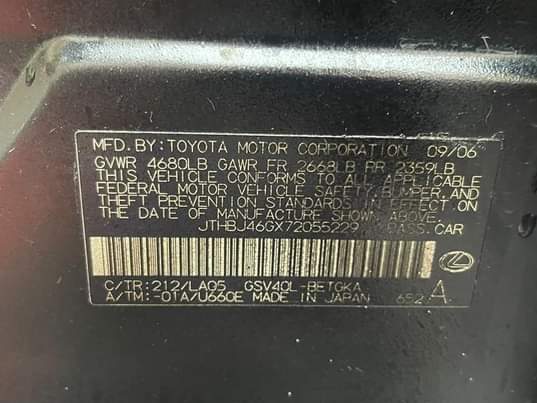 MFD. BY: TOYOTA MOTOR CORPORATION 09/06
GVWR 4680LB GAWR FR 2668LB RR 2359LB
THIS VEHICLE CONFORMS TO ALL APPLICABLE
FEDERAL MOTOR VEHICLE SAFETY, BUMPER, AND
THEFT PREVENTION STANDARDS IN EFFECT ON
THE DATE OF MANUFACTURE SHOWN ABOVE.
JTHBJ46GX72055229 PASS. CAR
C/TR: 212/LA05 GSV40L-BETGKA
A/TM: -01A/U660E MADE IN JAPAN 652 A